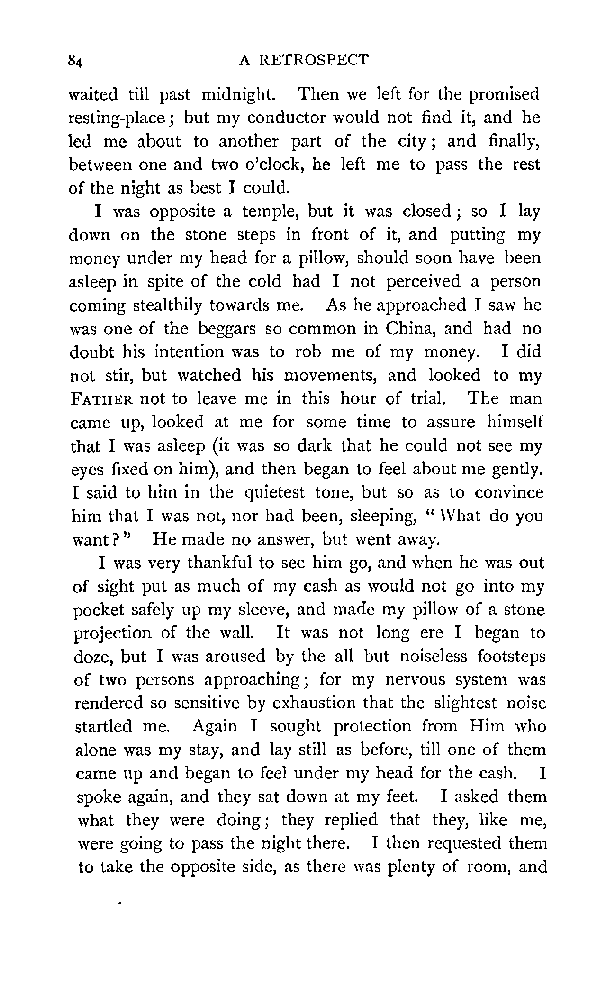 84 A RETROSPECT
waited till past midnight. Then we left for the promised
resting-place; but my conductor would not find it, and he
led me about to another part of the city; and finally,
between one and two o'clock, he left me to pass the rest
of the night as best I could.
I was opposite a temple, but it was closed; so I lay
down on the stone steps in front of it, and putting my
money under my head for a pillow, should soon have been
asleep in spite of the cold had I not perceived a person
coming stealthily towards me. As he approached I saw he
was one of the beggars so common in China, and had no
doubt his intention was to rob me of my money. I did
not stir, but watched his movements, and looked to my
FATHER not to leave me in this hour of trial. The man
came up, looked at me for some time to assure himself
that I was asleep (it was so dark that he could not see my
eyes fixed on him), and then began to feel about me gently.
I said to him in the quietest tone, but so as to convince
him that I was not, nor had been, sleeping, "What do you
want?" He made no answer, but went away.
I was very thankful to see him go, and when he was out
of sight put as much of my cash as would not go into my
pocket safely up my sleeve, and made my pillow of a stone
projection of the wall. It was not long ere I began to
doze, but I was aroused by the all but noiseless footsteps
of two persons approaching; for my nervous system was
rendered so sensitive by exhaustion that the slightest noise
startled me. Again I sought protection from Him who
alone was my stay, and lay still as before, till one of them
came up and began to feel under my head for the cash. I
spoke again, and they sat down at my feet. I asked them
what they were doing; they replied that they, like me,
were going to pass the night there. I then requested them
to take the opposite side, as there was plenty of room, and